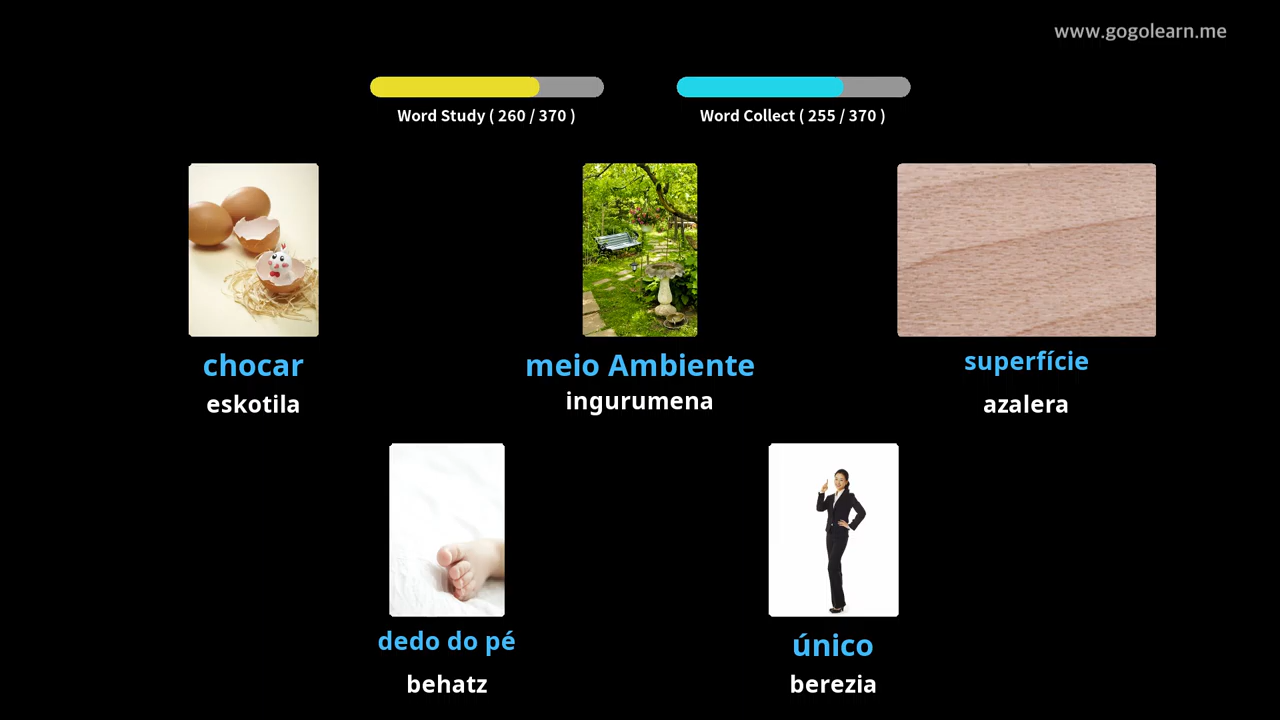 www.gogolearn.me
Word Study ( 260 / 370 )
Word Collect ( 255 / 370 )
chocar
eskotila
meio Ambiente
ingurumena
superfície
azalera
dedo do pé
behatz
único
berezia